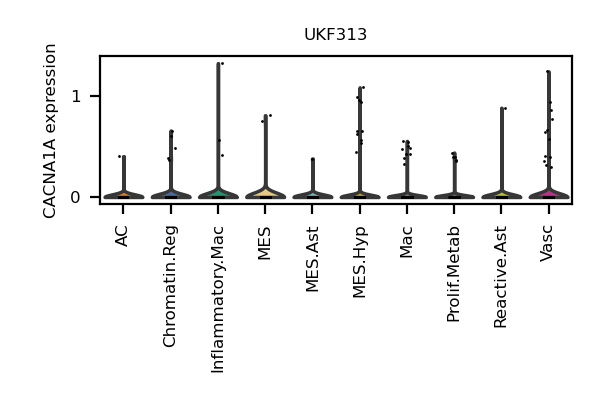 UKF313
CACNA1A expression
1
0
AC
Chromatin.Reg
Inflammatory.Mac
MES
MES.Ast
MES.Hyp
Mac
Prolif.Metab
Reactive.Ast
Vasc